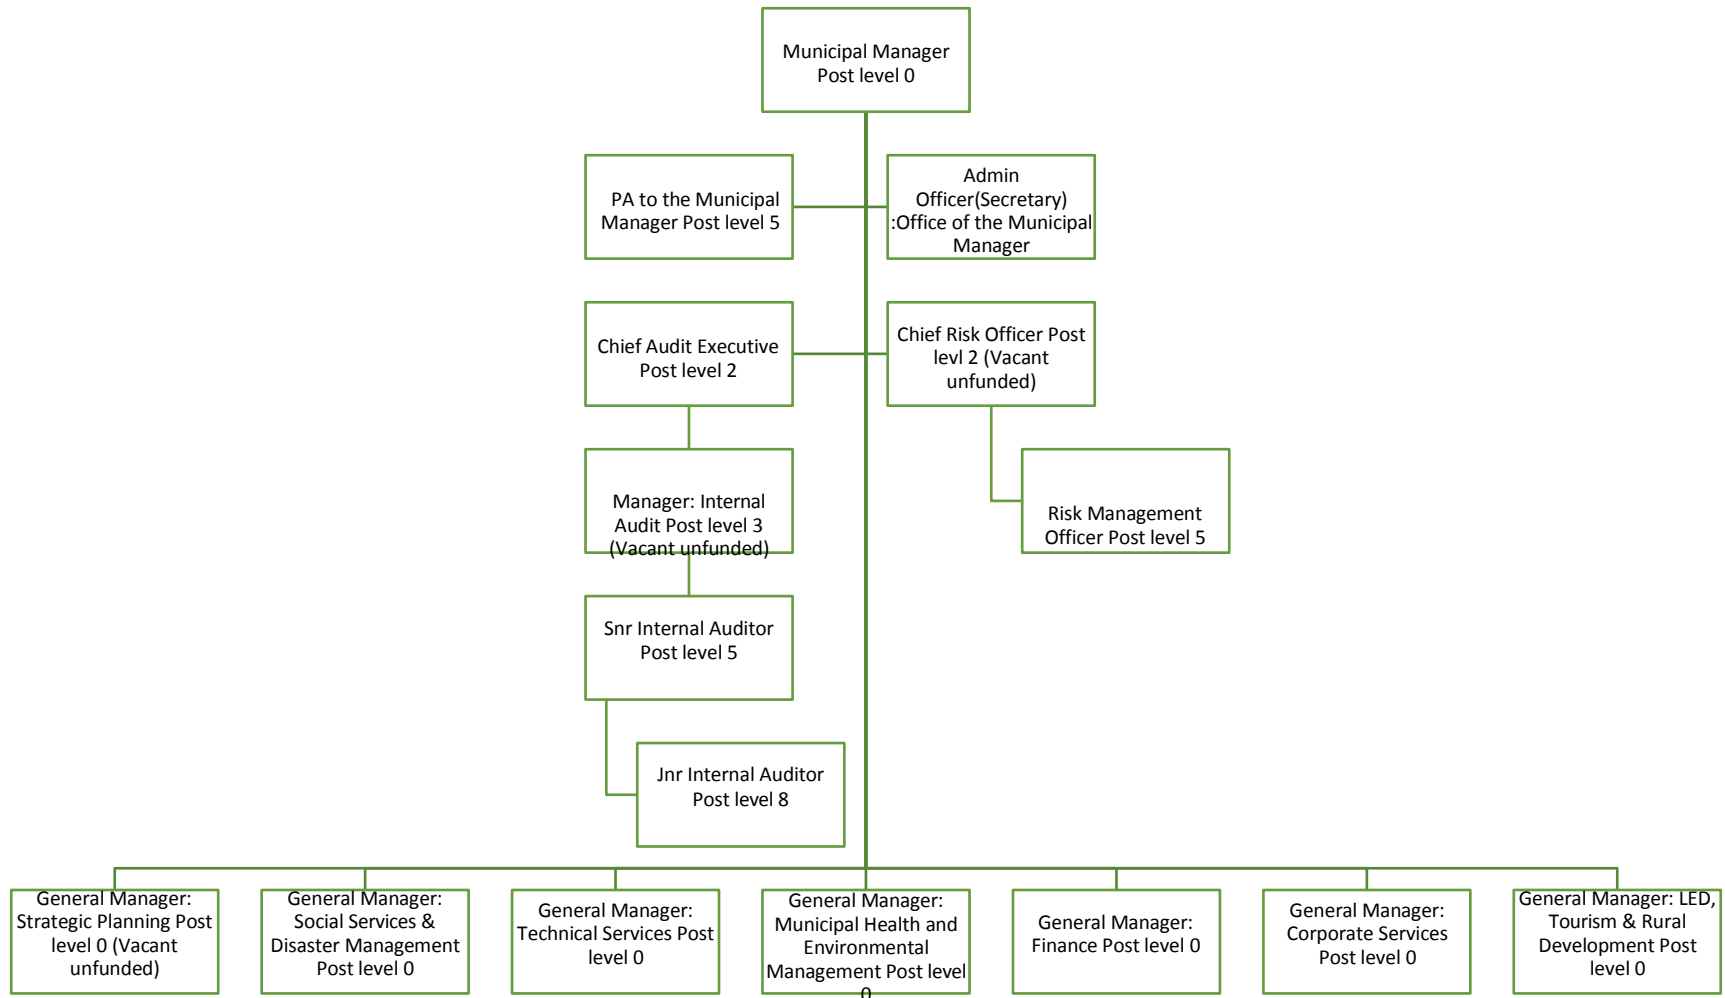 Municipal Manager
Post level 0
PA to the Municipal
Manager Post level 5
Admin
Officer(Secretary)
:Office of the Municipal
Manager
Chief Audit Executive
Post level 2
Chief Risk Officer Post
levl 2 (Vacant
unfunded)
Manager: Internal
Audit Post level 3
(Vacant unfunded)
Risk Management
Officer Post level 5
Snr Internal Auditor
Post level 5
Jnr Internal Auditor
Post level 8
General Manager:
Strategic Planning Post
level 0 (Vacant
unfunded)
General Manager:
Social Services &
Disaster Management
Post level 0
General Manager:
Technical Services Post
level 0
General Manager:
Municipal Health and
Environmental
Management Post level
0
General Manager:
Finance Post level 0
General Manager:
Corporate Services
Post level 0
General Manager: LED,
Tourism & Rural
Development Post
level 0